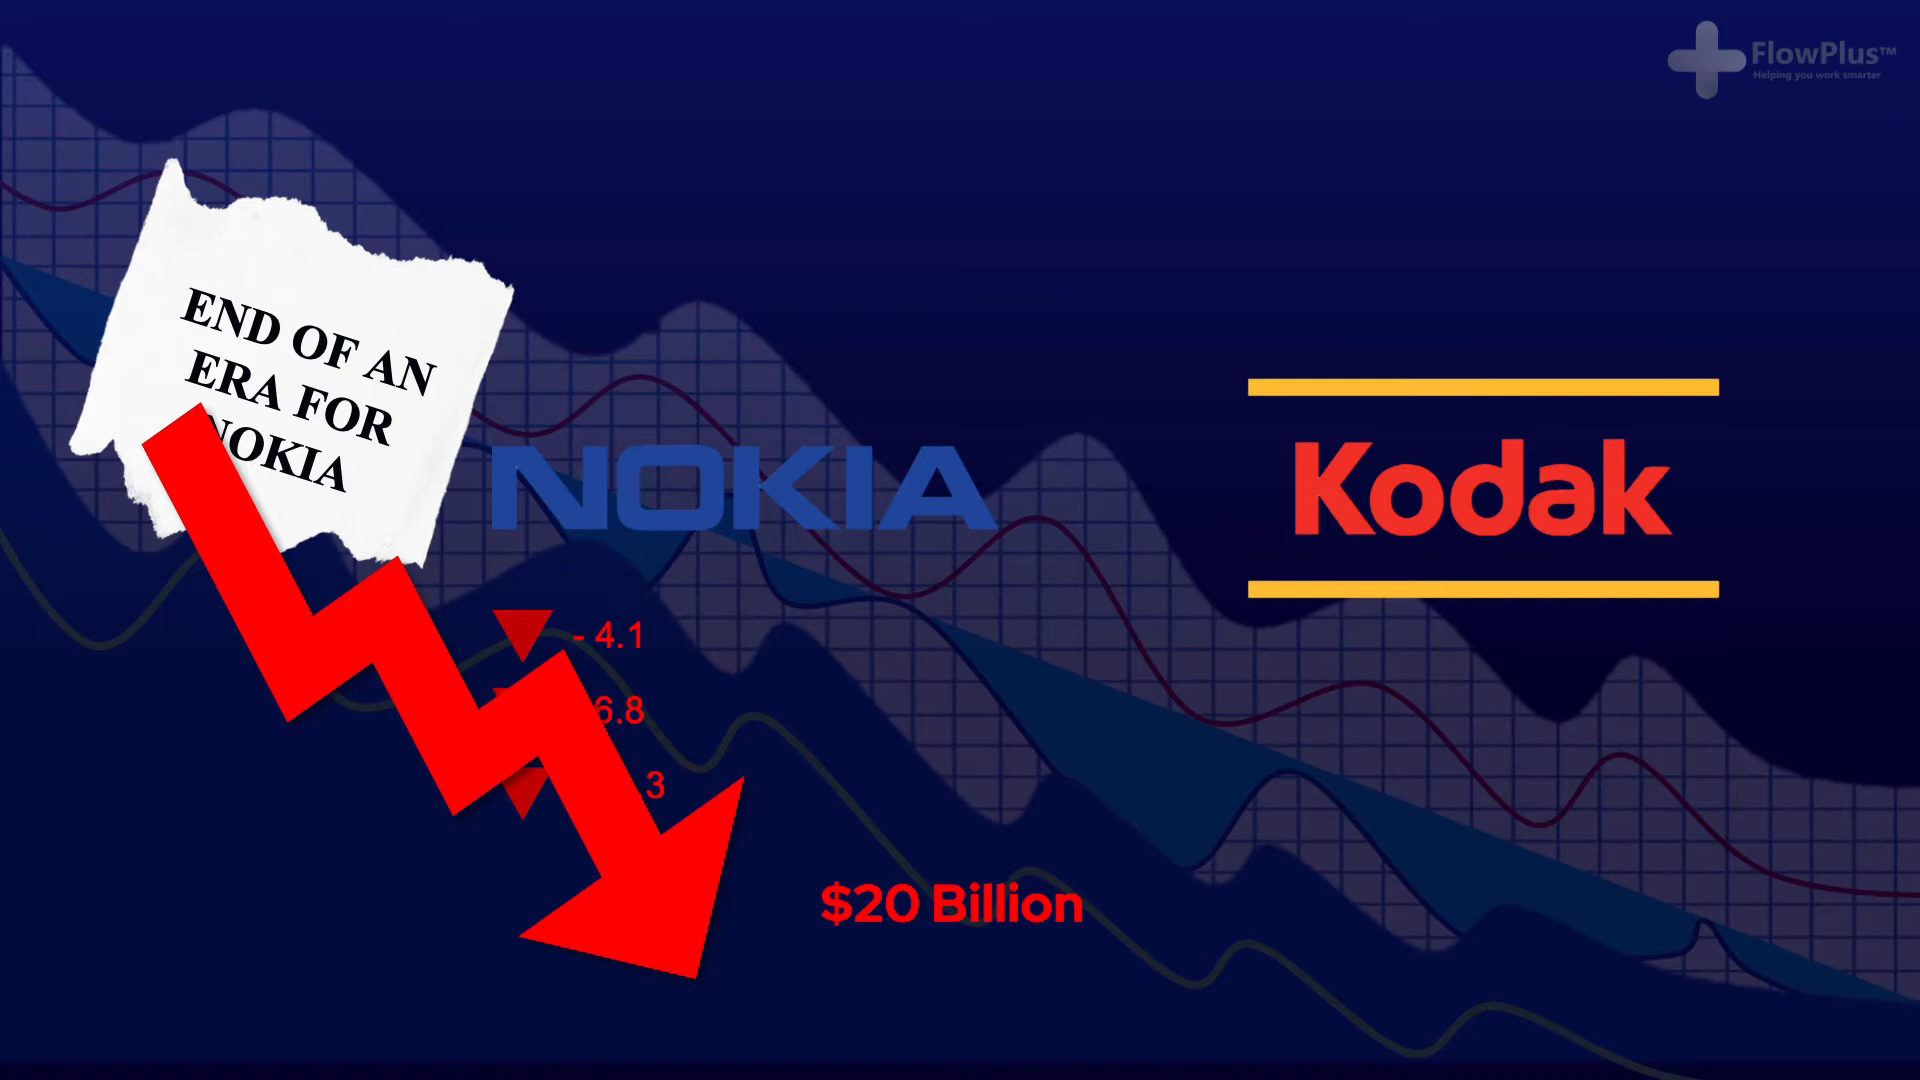 FlowPlus™
Helping you work smarter
END OF AN
ERA FOR
NOKIA
NOKIA
Kodak
- 4.1
6.8
.3
$20 Billion